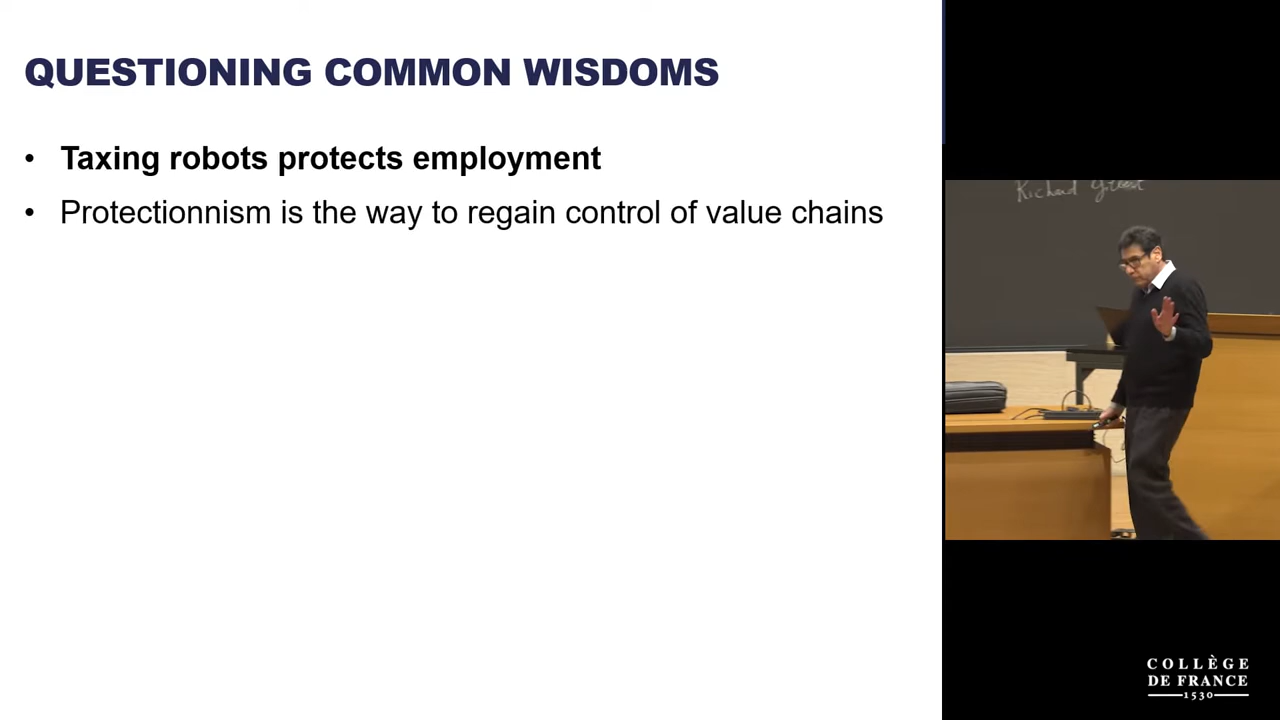 QUESTIONING COMMON WISDOMS
• Taxing robots protects employment
• Protectionnism is the way to regain control of value chains
Richard
COLLÈGE
DE FRANCE
1530